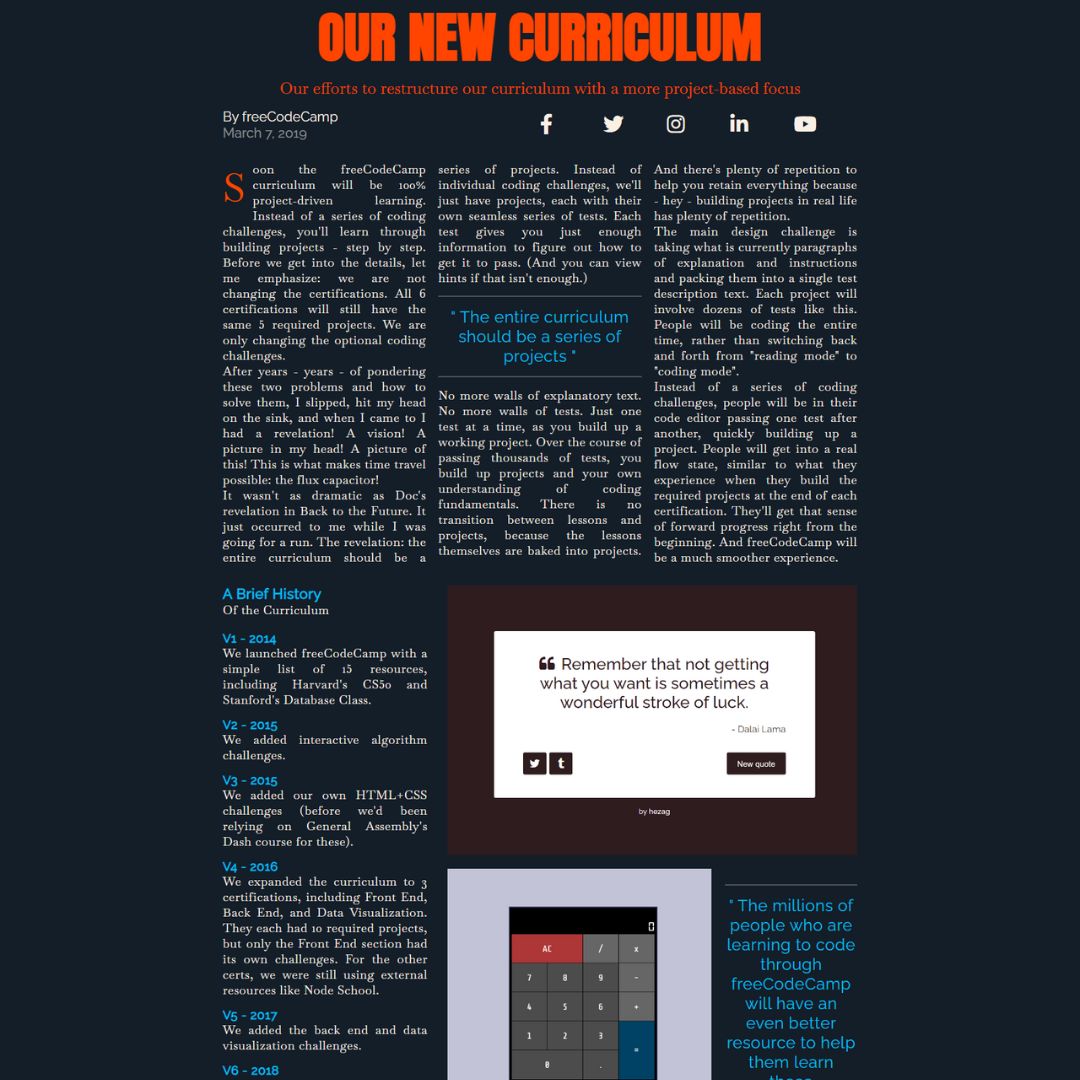 OUR NEW CURRICULUM
Our efforts to restructure our curriculum with a more project-based focus
By freeCodeCamp
March 7, 2019
Soon the freeCodeCamp
curriculum will be 100%
project-driven learning.
Instead of a series of coding
challenges, you'll learn through
building projects - step by step.
Before we get into the details, let
me emphasize: we are not
changing the certifications. All 6
certifications will still have the
same 5 required projects. We are
only changing the optional coding
challenges.
After years - years - of pondering
these two problems and how to
solve them, I slipped, hit my head
on the sink, and when I came to I
had a revelation! A vision! A
picture in my head! A picture of
this! This is what makes time travel
possible: the flux capacitor!
It wasn't as dramatic as Doc's
revelation in Back to the Future. It
just occurred to me while I was
going for a run. The revelation: the
entire curriculum should be a
series of projects. Instead of
individual coding challenges, we'll
just have projects, each with their
own seamless series of tests. Each
test gives you just enough
information to figure out how to
get it to pass. (And you can view
hints if that isn't enough.)
" The entire curriculum
should be a series of
projects "
No more walls of explanatory text.
No more walls of tests. Just one
test at a time, as you build up a
working project. Over the course of
passing thousands of tests, you
build up projects and your own
understanding of coding
fundamentals. There is no
transition between lessons and
projects, because the lessons
themselves are baked into projects.
And there's plenty of repetition to
help you retain everything because
- hey - building projects in real life
has plenty of repetition.
The main design challenge is
taking what is currently paragraphs
of explanation and instructions
and packing them into a single test
description text. Each project will
involve dozens of tests like this.
People will be coding the entire
time, rather than switching back
and forth from "reading mode" to
"coding mode".
Instead of a series of coding
challenges, people will be in their
code editor passing one test after
another, quickly building up a
project. People will get into a real
flow state, similar to what they
experience when they build the
required projects at the end of each
certification. They'll get that sense
of forward progress right from the
beginning. And freeCodeCamp will
be a much smoother experience.
A Brief History
Of the Curriculum
V1 - 2014
We launched freeCodeCamp with a
simple list of 15 resources,
including Harvard's CS50 and
Stanford's Database Class.
V2 - 2015
We added interactive algorithm
challenges.
V3 - 2015
We added our own HTML+CSS
challenges (before we'd been
relying on General Assembly's
Dash course for these).
V4 - 2016
We expanded the curriculum to 3
certifications, including Front End,
Back End, and Data Visualization.
They each had 10 required projects,
but only the Front End section had
its own challenges. For the other
certs, we were still using external
resources like Node School.
V5 - 2017
We added the back end and data
visualization challenges.
V6 - 2018
“ Remember that not getting
what you want is sometimes a
wonderful stroke of luck.
- Dalai Lama
New quote
by hezag
0
AC / x
7 8 9 -
4 5 6 +
1 2 3 =
0 .
" The millions of
people who are
learning to code
through
freeCodeCamp
will have an
even better
resource to help
them learn